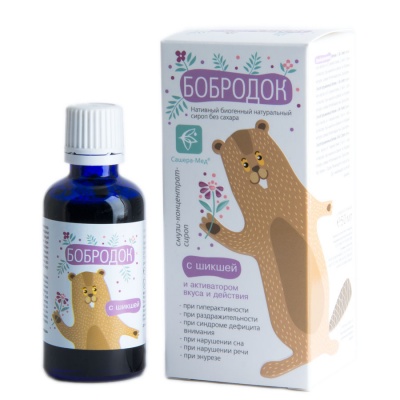 БОБРОДОК
Нативный биогенный натуральный
сироп без сахара
Сашера-Мед®
смузи-концентрат-
сироп
с шикшей
и активатором
вкуса и действия
- при гиперактивности
- при раздражительности
- при синдроме дефицита
внимания
- при нарушении сна
- при нарушении речи
- при энурезе
БОБРОДОК
с шикшей